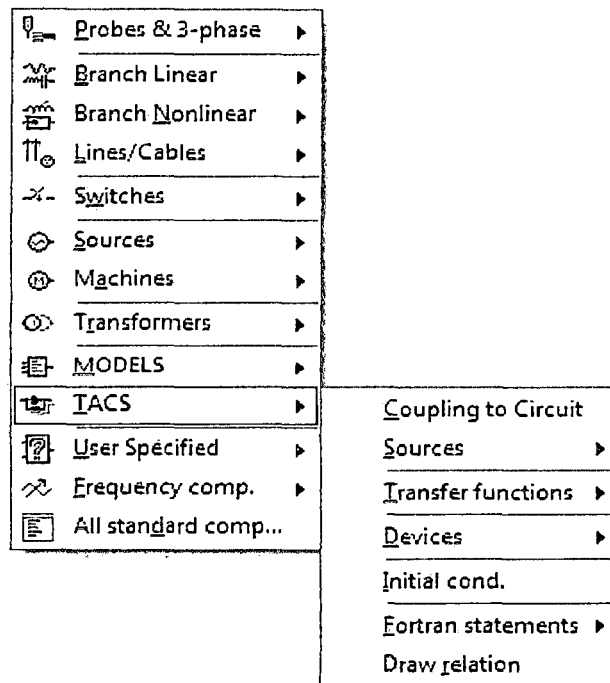 Probes & 3-phase
Branch Linear
Branch Nonlinear
Lines/Cables
Switches
Sources
Machines
Transformers
MODELS
TACS
User Specified
Frequency comp.
All standard comp...
Coupling to Circuit
Sources
Transfer functions
Devices
Initial cond.
Fortran statements
Draw relation